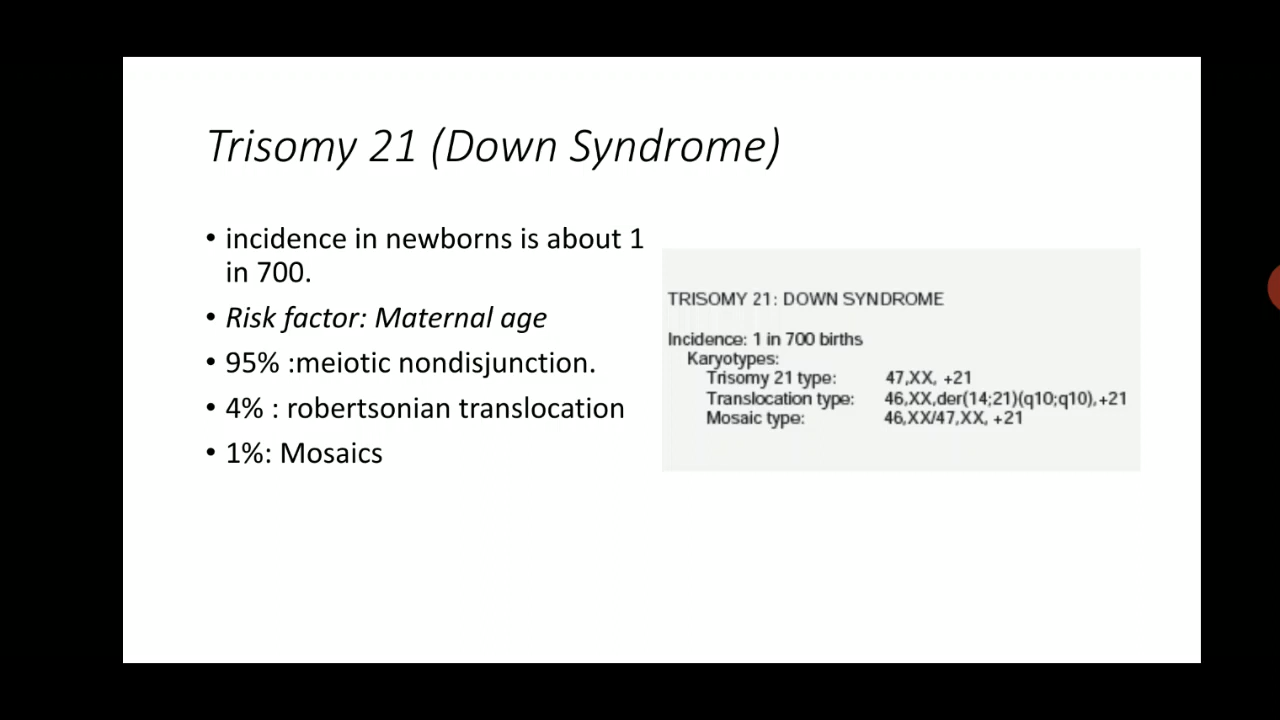 Trisomy 21 (Down Syndrome)
• incidence in newborns is about 1
in 700.
• Risk factor: Maternal age
• 95% :meiotic nondisjunction.
• 4% : robertsonian translocation
• 1%: Mosaics
TRISOMY 21: DOWN SYNDROME
Incidence: 1 in 700 births
Karyotypes:
Trisomy 21 type: 47,XX, +21
Translocation type: 46,XX,der(14;21)(q10;q10),+21
Mosaic type: 46,XX/47,XX, +21